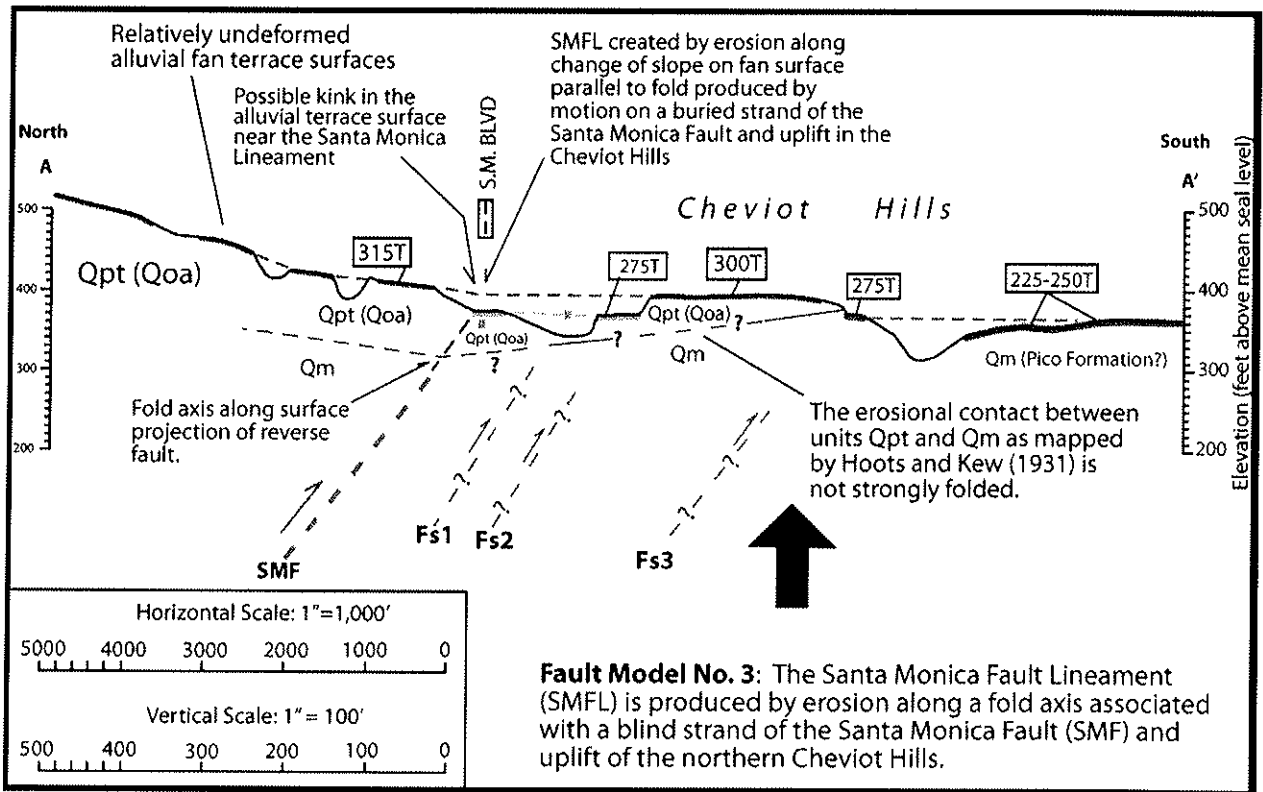 Relatively undeformed
alluvial fan terrace surfaces
Possible kink in the
alluvial terrace surface
near the Santa Monica
Lineament
S.M. BLVD
SMFL created by erosion along
change of slope on fan surface
parallel to fold produced by
motion on a buried strand of the
Santa Monica Fault and uplift in the
Cheviot Hills
North
A
South
A'
Cheviot Hills
500
400
300
200
500
400
300
200
Elevation (feet above mean seal level)
315T
275T
300T
275T
225-250T
Qpt (Qoa)
Qpt (Qoa)
Qpt (Qoa)
Qpt (Qoa)
?
?
?
Qm
Qm
Qm (Pico Formation?)
Fold axis along surface
projection of reverse
fault.
The erosional contact between
units Qpt and Qm as mapped
by Hoots and Kew (1931) is
not strongly folded.
?
?
?
?
?
?
?
SMF
Fs1
Fs2
Fs3
Horizontal Scale: 1"=1,000'
5000 4000 3000 2000 1000 0
Vertical Scale: 1" = 100'
500 400 300 200 100 0
Fault Model No. 3: The Santa Monica Fault Lineament
(SMFL) is produced by erosion along a fold axis associated
with a blind strand of the Santa Monica Fault (SMF) and
uplift of the northern Cheviot Hills.